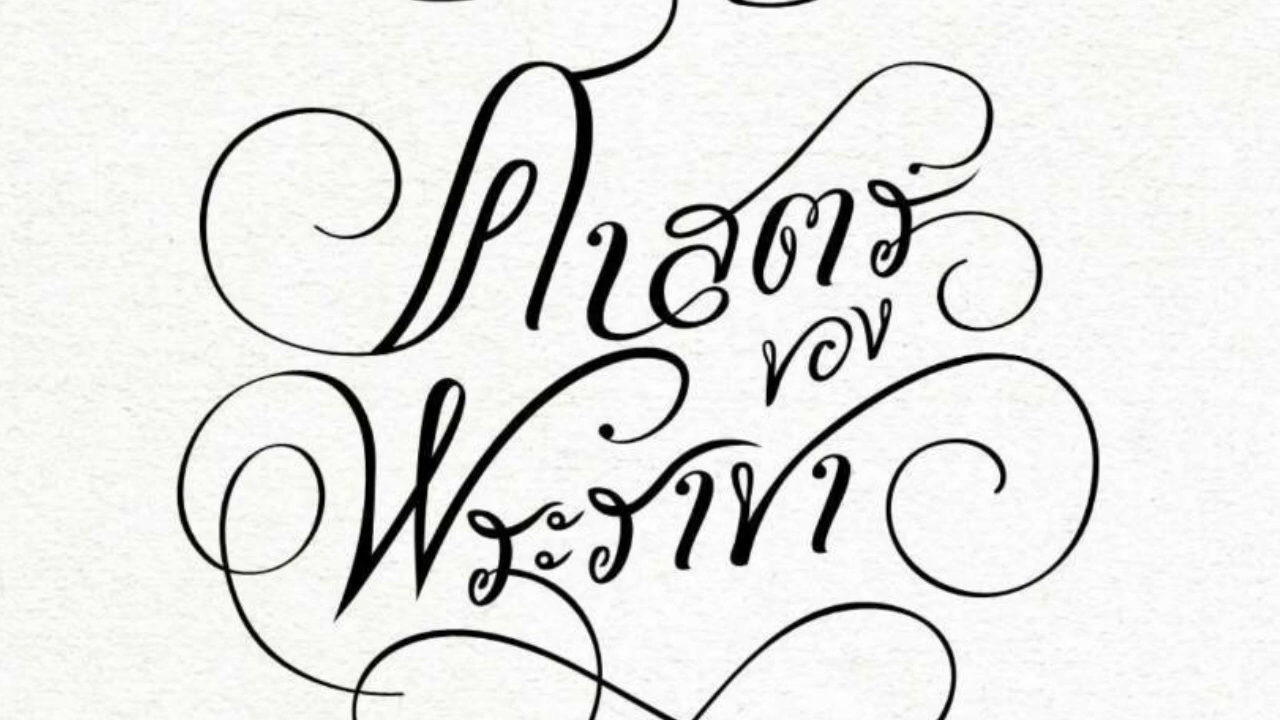 ศาสตร์
ของ
พระราชา